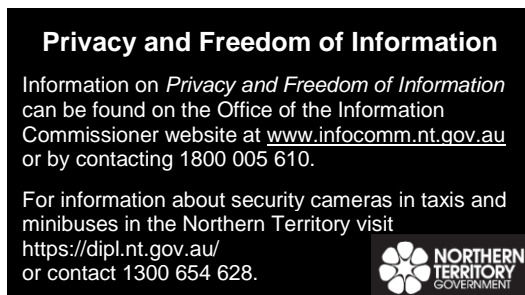 Privacy and Freedom of Information
Information on Privacy and Freedom of Information
can be found on the Office of the Information
Commissioner website at www.infocomm.nt.gov.au
or by contacting 1800 005 610.
For information about security cameras in taxis and
minibuses in the Northern Territory visit
https://dipl.nt.gov.au/
or contact 1300 654 628.
NORTHERN
TERRITORY
GOVERNMENT